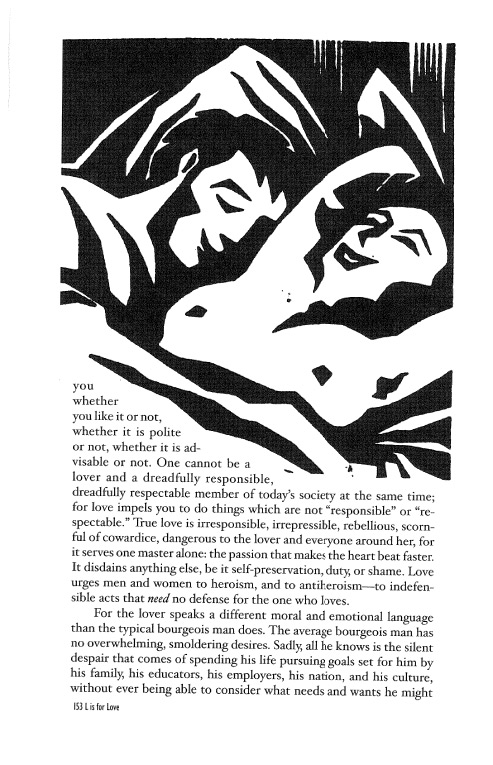 you
whether
you like it or not,
whether it is polite
or not, whether it is ad-
visable or not. One cannot be a
lover and a dreadfully responsible,
dreadfully respectable member of today's society at the same time;
for love impels you to do things which are not “responsible” or “re-
spectable.” True love is irresponsible, irrepressible, rebellious, scorn-
ful of cowardice, dangerous to the lover and everyone around her, for
it serves one master alone: the passion that makes the heart beat faster.
It disdains anything else, be it self-preservation, duty, or shame. Love
urges men and women to heroism, and to antiheroism—to indefen-
sible acts that need no defense for the one who loves.
For the lover speaks a different moral and emotional language
than the typical bourgeois man does. The average bourgeois man has
no overwhelming, smoldering desires. Sadly, all he knows is the silent
despair that comes of spending his life pursuing goals set for him by
his family, his educators, his employers, his nation, and his culture,
without ever being able to consider what needs and wants he might
153 L is for Love